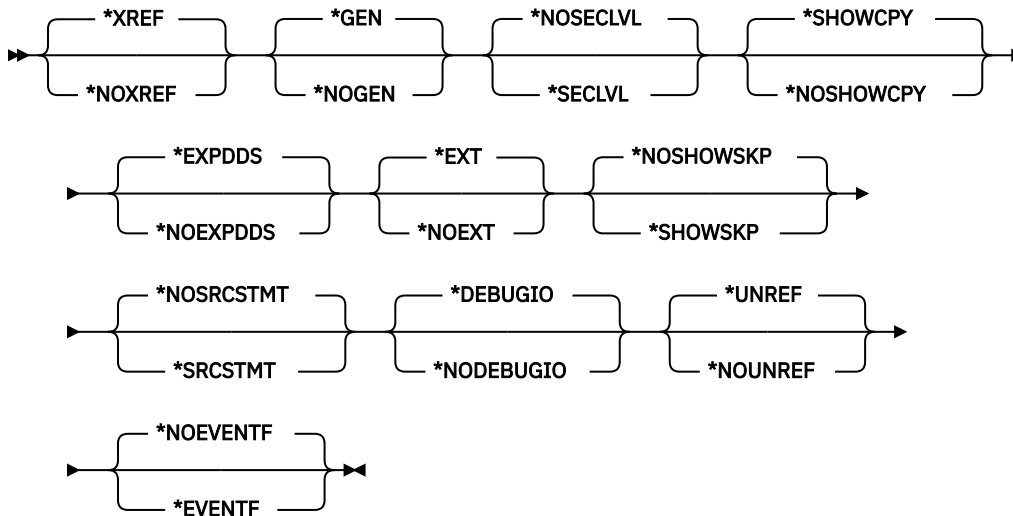 *XREF *GEN *NOSECLVL *SHOWCPY
*NOXREF *NOGEN *SECLVL *NOSHOWCPY
*EXPDDS *EXT *NOSHOWSKP
*NOEXPDDS *NOEXT *SHOWSKP
*NOSRCSTMT *DEBUGIO *UNREF
*SRCSTMT *NODEBUGIO *NOUNREF
*NOEVENTF
*EVENTF